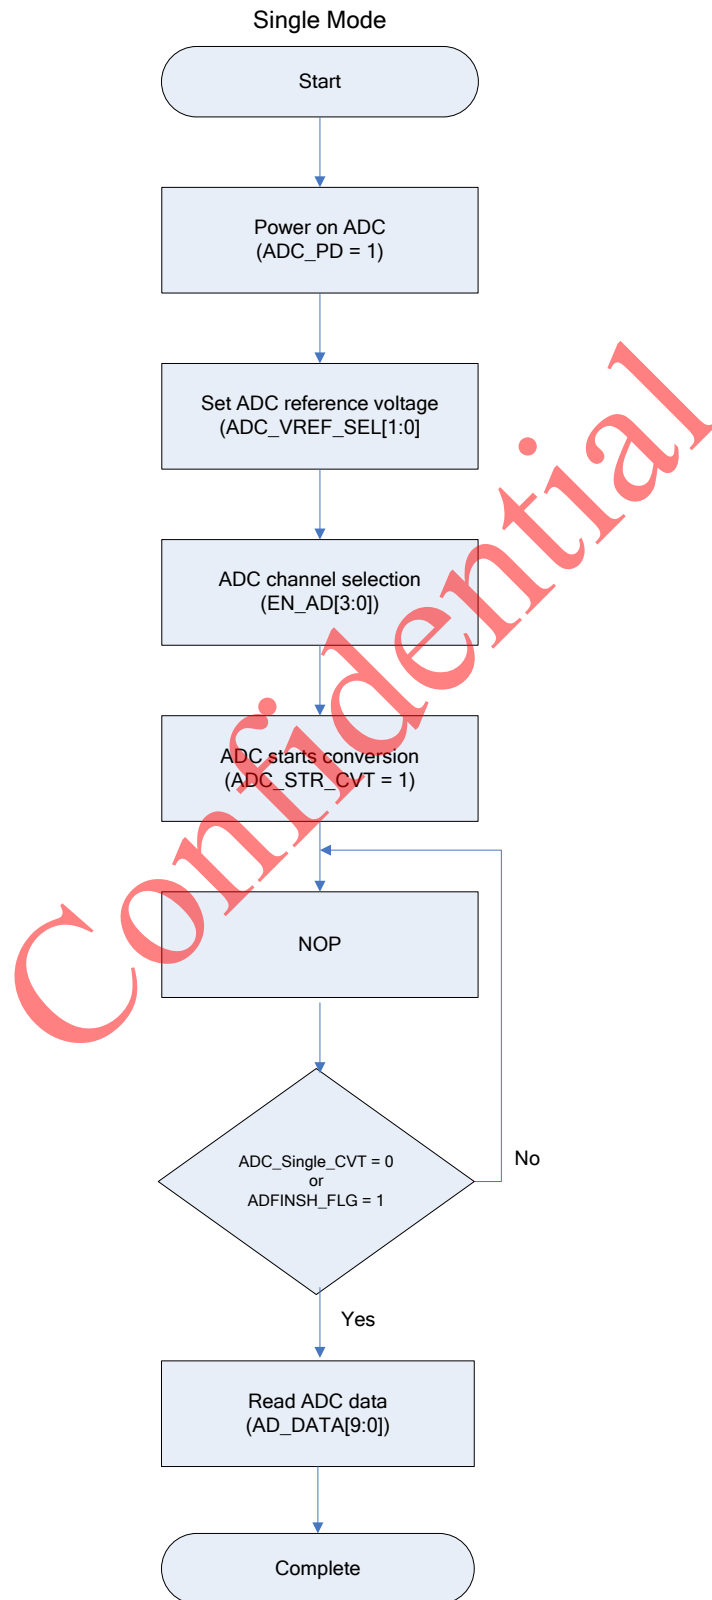 Single Mode
Start
Power on ADC
(ADC_PD = 1)
Set ADC reference voltage
(ADC_VREF_SEL[1:0]
ADC channel selection
(EN_AD[3:0])
ADC starts conversion
(ADC_STR_CVT = 1)
NOP
ADC_Single_CVT = 0
or
ADFINSH_FLG = 1
No
Yes
Read ADC data
(AD_DATA[9:0])
Complete
Confidential